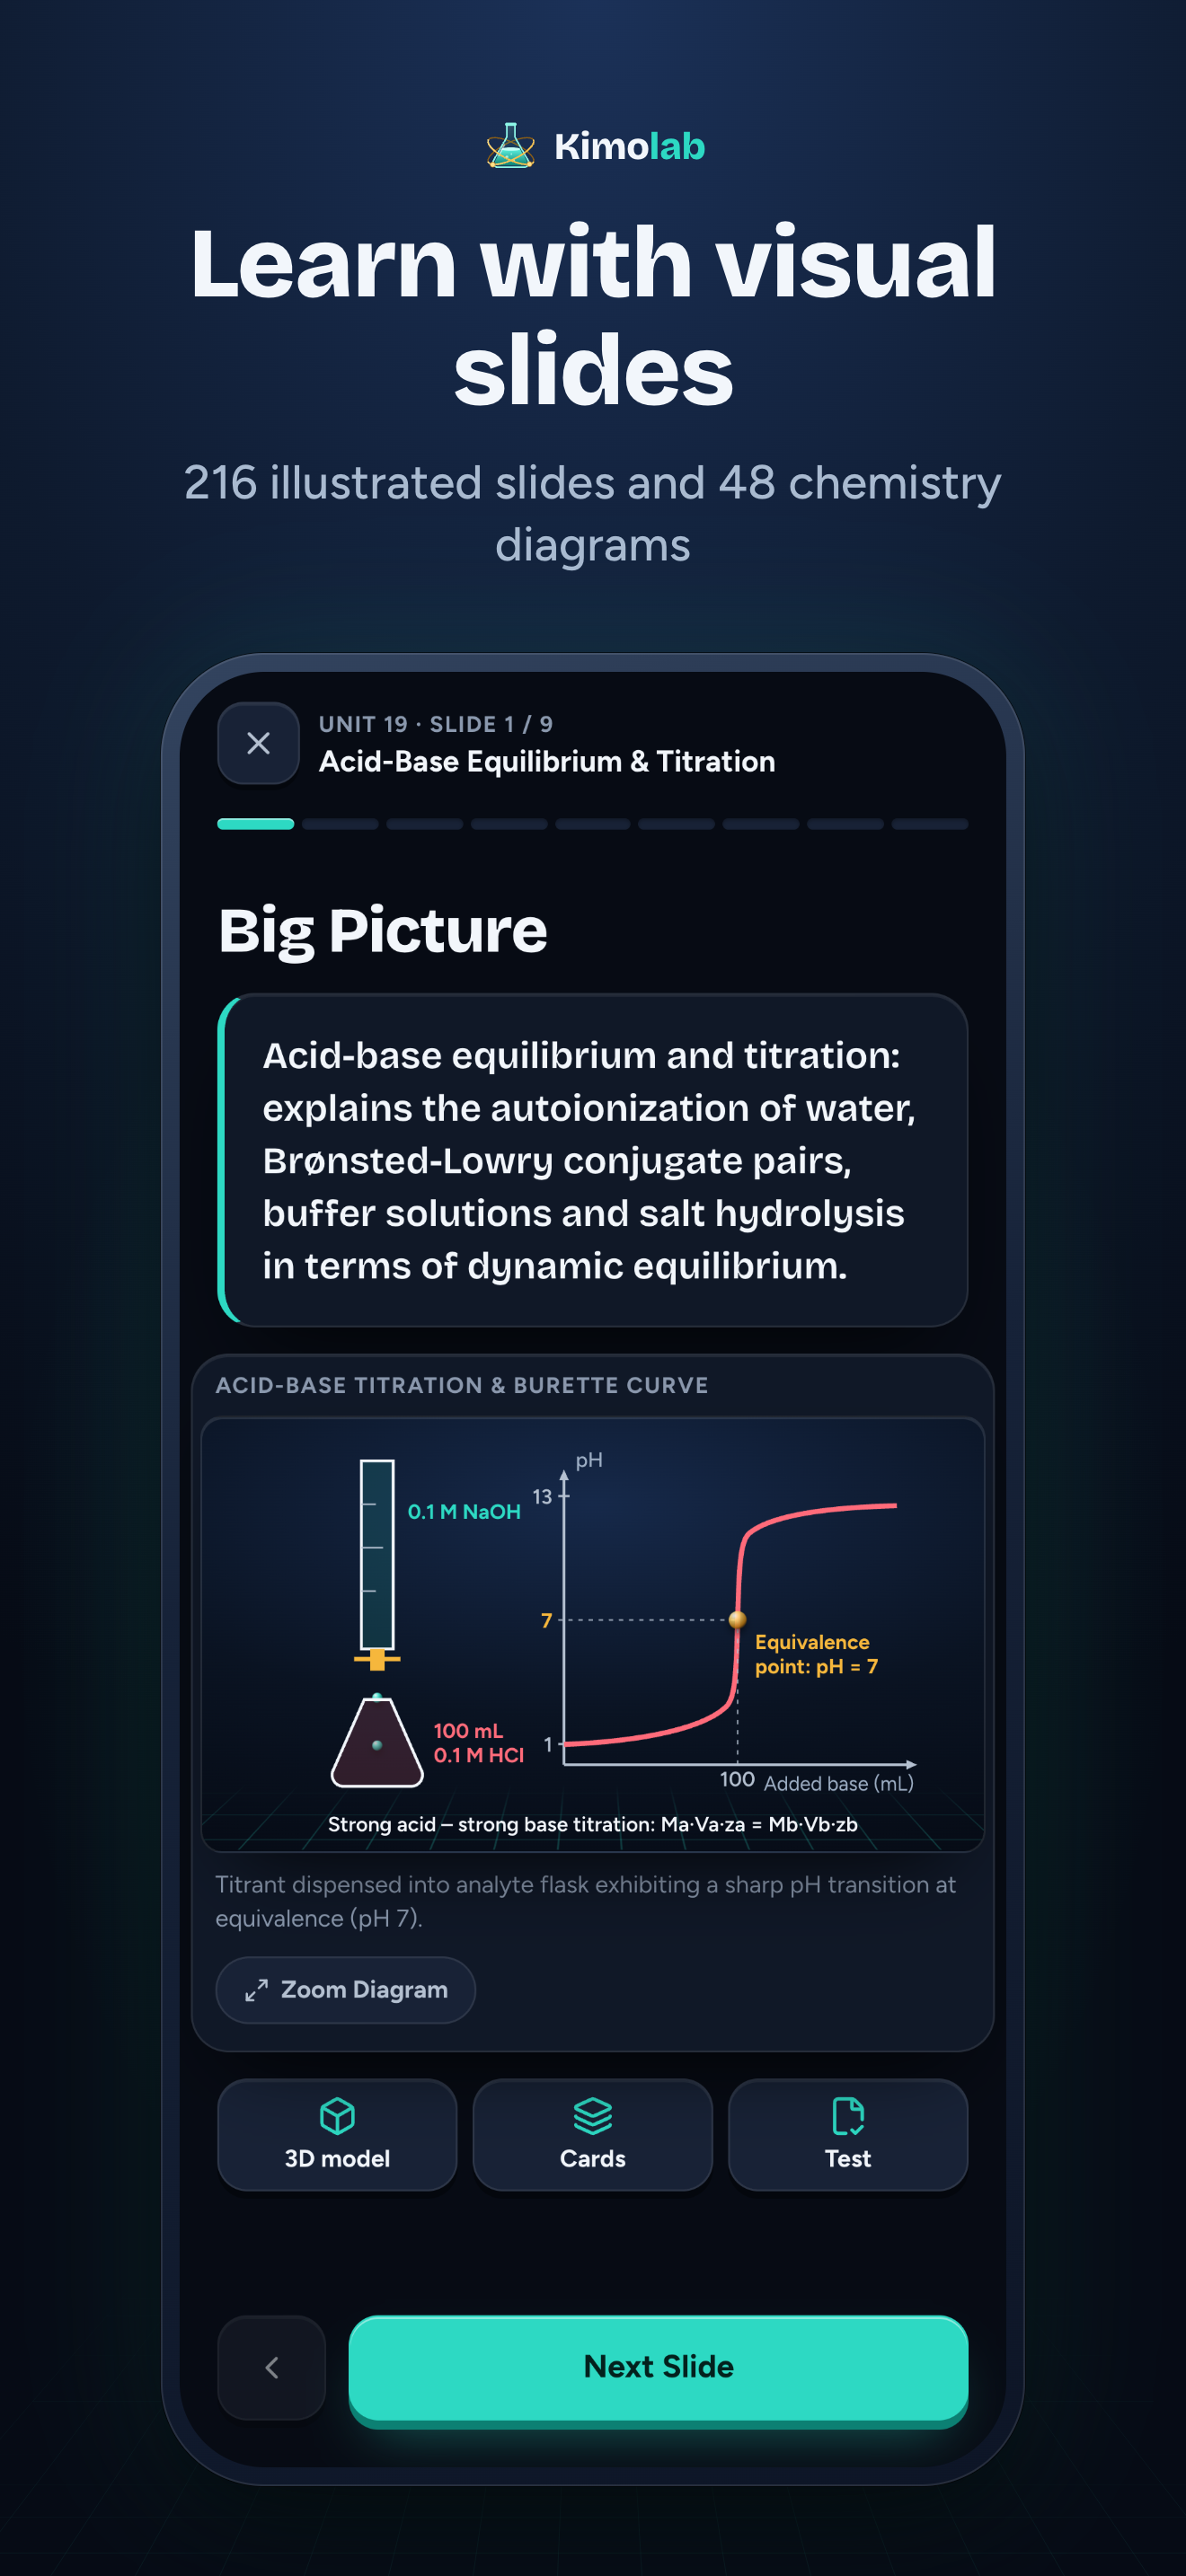 Kimolab
Learn with visual
slides
216 illustrated slides and 48 chemistry
diagrams
UNIT 19 · SLIDE 1 / 9
Acid-Base Equilibrium & Titration
Big Picture
Acid-base equilibrium and titration:
explains the autoionization of water,
Brønsted-Lowry conjugate pairs,
buffer solutions and salt hydrolysis
in terms of dynamic equilibrium.
ACID-BASE TITRATION & BURETTE CURVE
pH
13
0.1 M NaOH
7
Equivalence
point: pH = 7
100 mL
0.1 M HCl
1
100
Added base (mL)
Strong acid – strong base titration: Ma·Va·za = Mb·Vb·zb
Titrant dispensed into analyte flask exhibiting a sharp pH transition at
equivalence (pH 7).
Zoom Diagram
3D model
Cards
Test
Next Slide